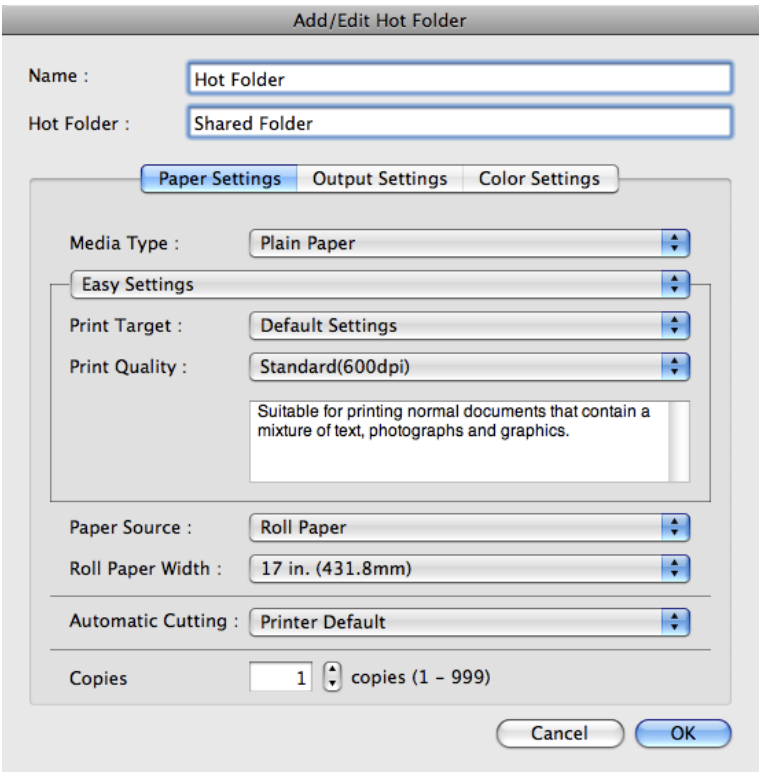 Add/Edit Hot Folder
Name : Hot Folder
Hot Folder : Shared Folder
Paper Settings Output Settings Color Settings
Media Type : Plain Paper
Easy Settings
Print Target : Default Settings
Print Quality : Standard(600dpi)
Suitable for printing normal documents that contain a
mixture of text, photographs and graphics.
Paper Source : Roll Paper
Roll Paper Width : 17 in. (431.8mm)
Automatic Cutting : Printer Default
Copies 1 copies (1 - 999)
Cancel OK